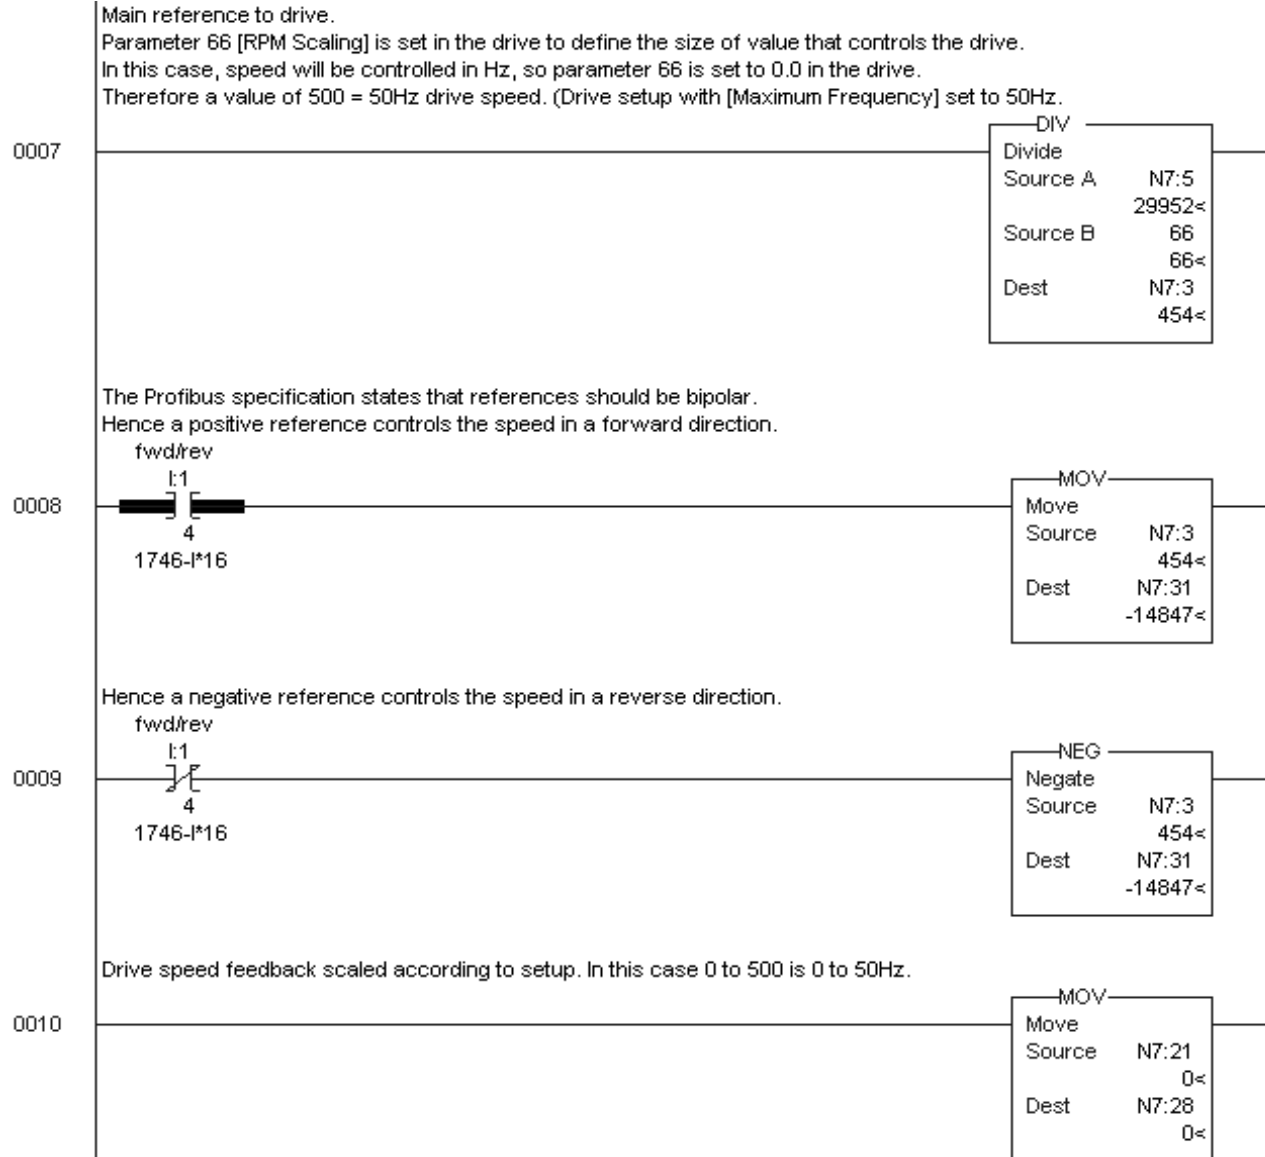 Main reference to drive.
Parameter 66 [RPM Scaling] is set in the drive to define the size of value that controls the drive.
In this case, speed will be controlled in Hz, so parameter 66 is set to 0.0 in the drive.
Therefore a value of 500 = 50Hz drive speed. (Drive setup with [Maximum Frequency] set to 50Hz.
DIV
0007
Divide
Source A N7:5
29952<
Source B 66
66<
Dest N7:3
454<
The Profibus specification states that references should be bipolar.
Hence a positive reference controls the speed in a forward direction.
fwd/rev
I:1
MOV
0008
Move
4
Source N7:3
1746-I*16
454<
Dest N7:31
-14847<
Hence a negative reference controls the speed in a reverse direction.
fwd/rev
I:1
NEG
0009
Negate
4
Source N7:3
1746-I*16
454<
Dest N7:31
-14847<
Drive speed feedback scaled according to setup. In this case 0 to 500 is 0 to 50Hz.
MOV
0010
Move
Source N7:21
0<
Dest N7:28
0<